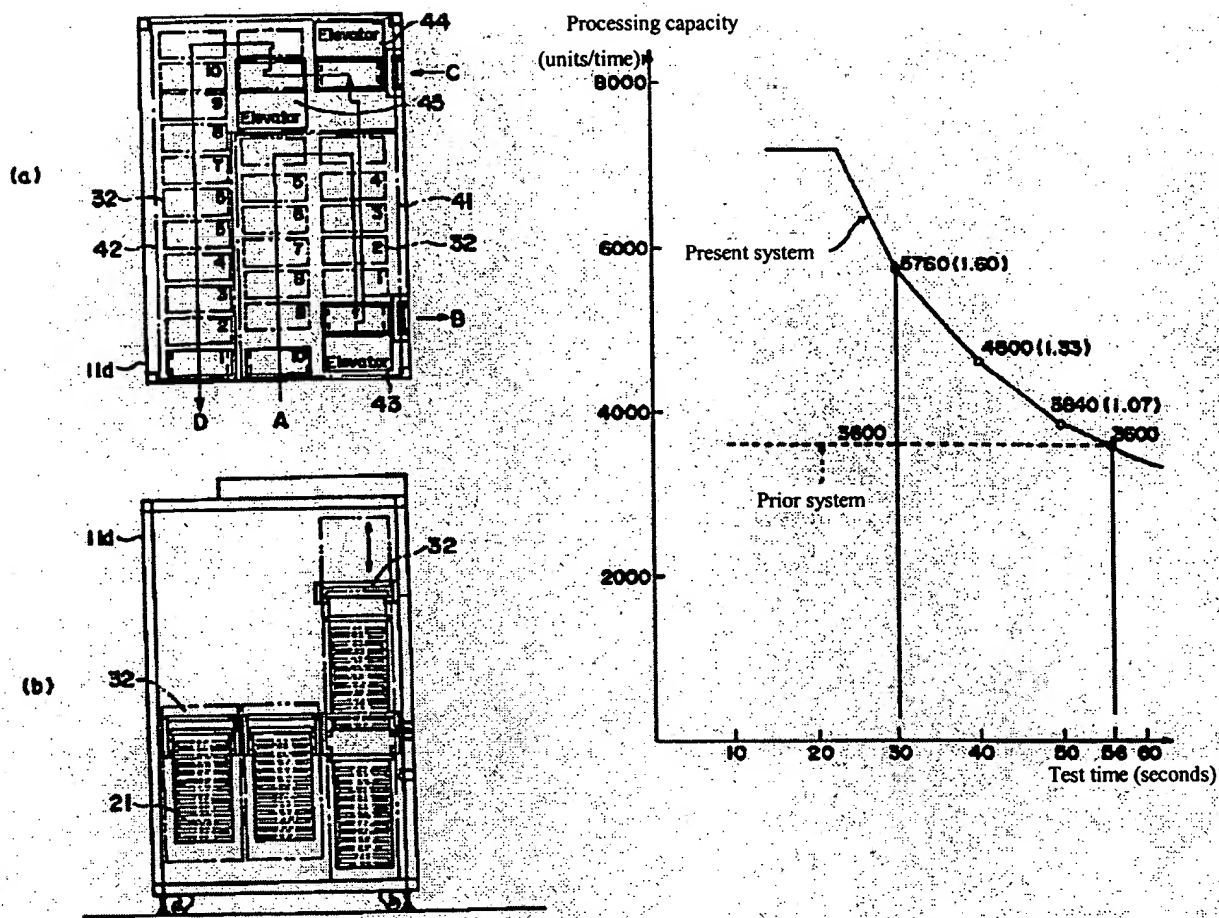 44
Elevator
C
10
45
9
Elevator
8
(a)
7
5
4
41
32
6
6
3
32
42
5
7
2
4
8
1
3
9
B
2
11d
1
10
Elevator
43
D
A
11d
32
(b)
32
21
Processing capacity
(units/time)
8000
6000
Present system
5760(1.60)
4800(1.33)
3840(1.07)
4000
3600
3600
Prior system
2000
10
20
30
40
50
56
60
Test time (seconds)